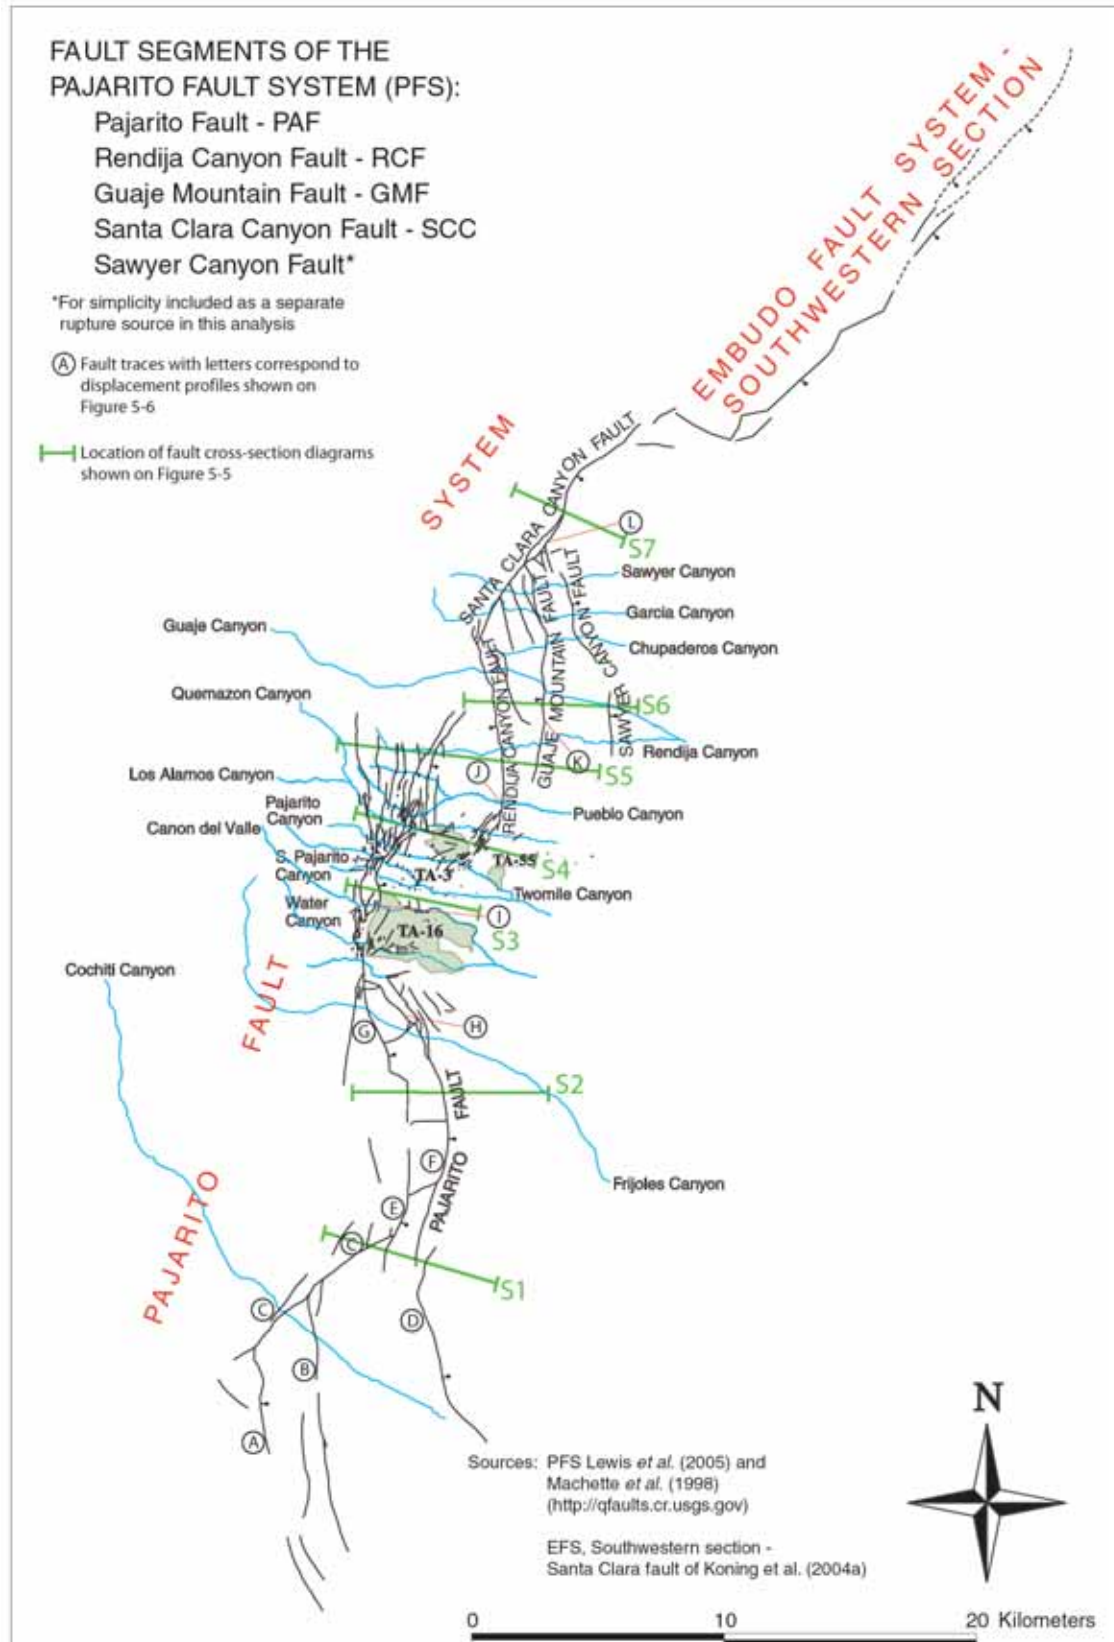 FAULT SEGMENTS OF THE
PAJARITO FAULT SYSTEM (PFS):
Pajarito Fault - PAF
Rendija Canyon Fault - RCF
Guaje Mountain Fault - GMF
Santa Clara Canyon Fault - SCC
Sawyer Canyon Fault*
*For simplicity included as a separate
rupture source in this analysis
A Fault traces with letters correspond to
displacement profiles shown on
Figure 5-6
Location of fault cross-section diagrams
shown on Figure 5-5
EMBUDO FAULT SYSTEM -
SOUTHWESTERN SECTION
SYSTEM
SANTA CLARA CANYON FAULT
L
S7
Sawyer Canyon
Garcia Canyon
Guaje Canyon
Chupaderos Canyon
SAWYER CANYON FAULT
GUAJE MOUNTAIN FAULT
RENDIJA CANYON FAULT
Quemazon Canyon
S6
Rendija Canyon
K
J
S5
Los Alamos Canyon
Pajarito
Canyon
Pueblo Canyon
Canon del Valle
S. Pajarito
Canyon
TA-55
S4
TA-3
Twomile Canyon
Water
Canyon
I
S3
TA-16
Cochiti Canyon
FAULT
G
H
S2
PAJARITO FAULT
F
Frijoles Canyon
E
C
PAJARITO
S1
C
D
B
A
N
Sources: PFS Lewis et al. (2005) and
Machette et al. (1998)
(http://qfaults.cr.usgs.gov)
EFS, Southwestern section -
Santa Clara fault of Koning et al. (2004a)
0 10 20 Kilometers